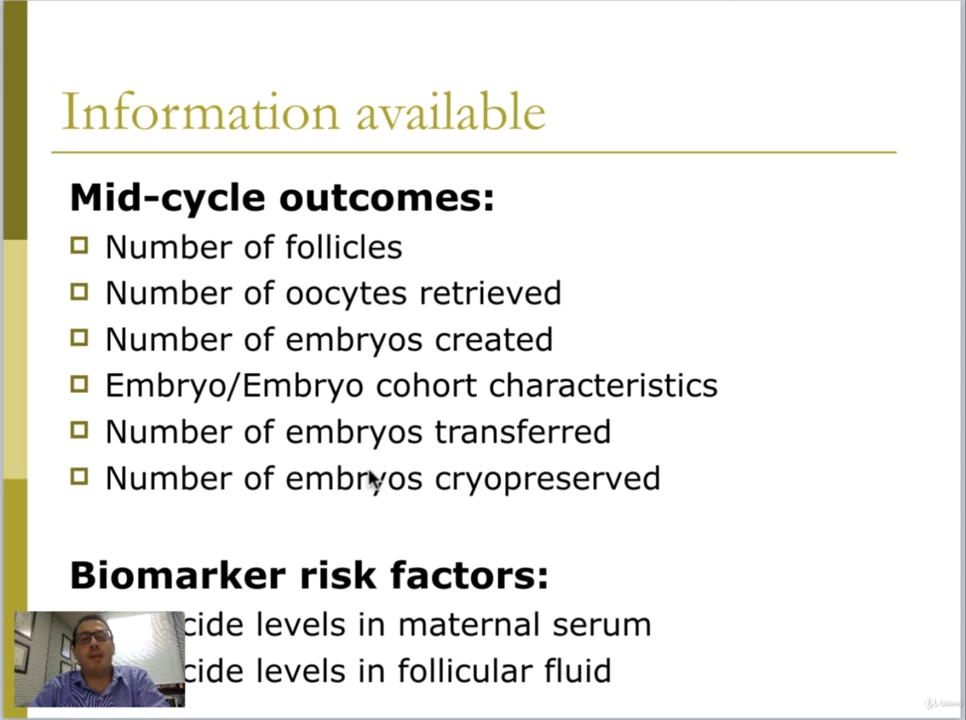 Information available
Mid-cycle outcomes:
Number of follicles
Number of oocytes retrieved
Number of embryos created
Embryo/Embryo cohort characteristics
Number of embryos transferred
Number of embryos cryopreserved
Biomarker risk factors:
levels in maternal serum
levels in follicular fluid